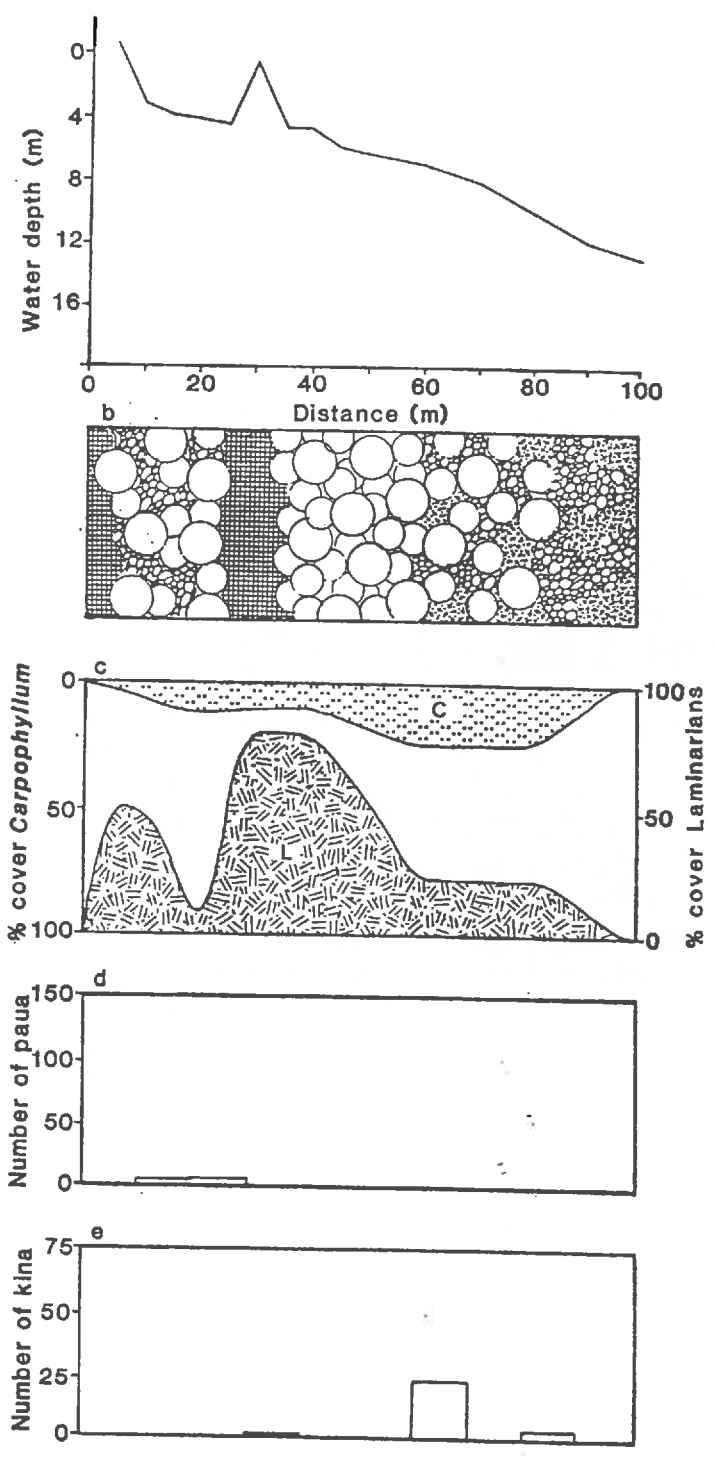 0
4
8
12
16
Water depth (m)
0 20 40 60 80 100
Distance (m)
b
c
0
50
100
% cover Carpophyllum
C
L
100
50
0
% cover Laminarians
d
150
100
50
0
Number of paua
e
75
50
25
0
Number of kina